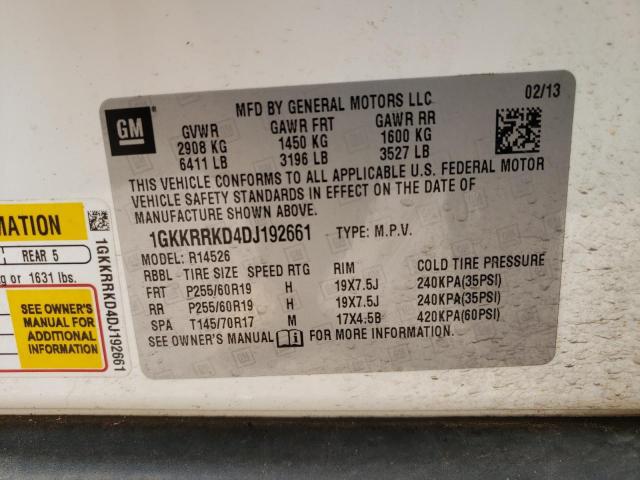 MFD BY GENERAL MOTORS LLC 02/13
GM
GVWR GAWR FRT GAWR RR
2908 KG 1450 KG 1600 KG
6411 LB 3196 LB 3527 LB
THIS VEHICLE CONFORMS TO ALL APPLICABLE U.S. FEDERAL MOTOR
VEHICLE SAFETY STANDARDS IN EFFECT ON THE DATE OF
MANUFACTURE SHOWN ABOVE.
1GKKRRKD4DJ192661 TYPE: M.P.V.
MODEL: R14526
RBBL TIRE SIZE SPEED RTG RIM COLD TIRE PRESSURE
FRT P255/60R19 H 19X7.5J 240KPA(35PSI)
RR P255/60R19 H 19X7.5J 240KPA(35PSI)
SPA T145/70R17 M 17X4.5B 420KPA(60PSI)
SEE OWNER'S MANUAL FOR MORE INFORMATION.
REAR 5
or 1631 lbs.
SEE OWNER'S
MANUAL FOR
ADDITIONAL
INFORMATION
1GKKRRKD4DJ192661